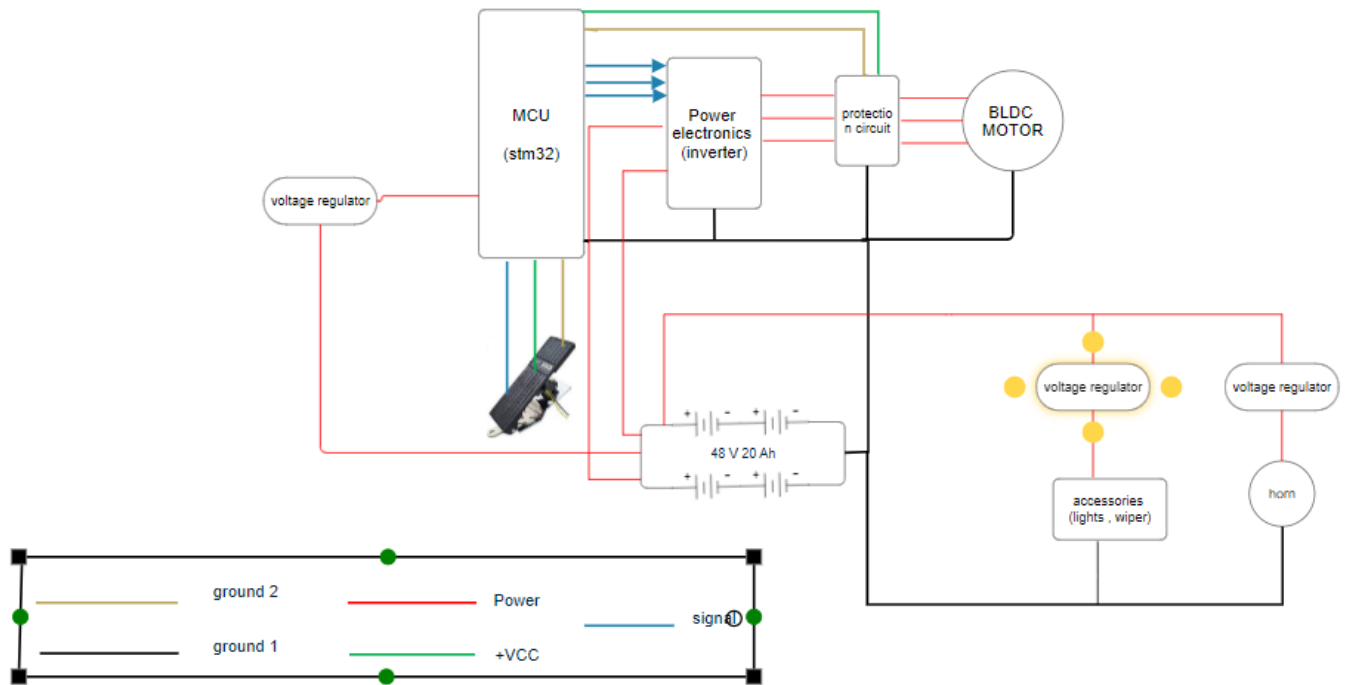 MCU
(stm32)
Power
electronics
(inverter)
protectio
n circuit
BLDC
MOTOR
voltage regulator
+ - + -
48 V 20 Ah
+ - + -
voltage regulator
voltage regulator
accessories
(lights , wiper)
horn
ground 2
Power
signal
ground 1
+VCC